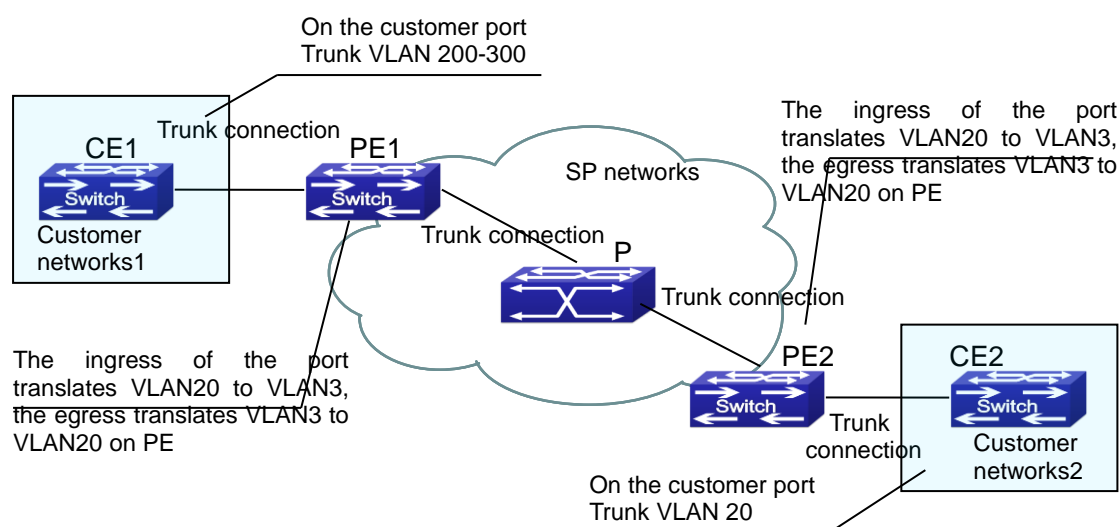 On the customer port
Trunk VLAN 200-300
Trunk connection
CE1
Switch
Customer
networks1
PE1
Switch
SP networks
The ingress of the port
translates VLAN20 to VLAN3,
the egress translates VLAN3 to
VLAN20 on PE
Trunk connection
P
Trunk connection
The ingress of the port
translates VLAN20 to VLAN3,
the egress translates VLAN3 to
VLAN20 on PE
PE2
Switch
CE2
Switch
Trunk
connection
Customer
networks2
On the customer port
Trunk VLAN 20